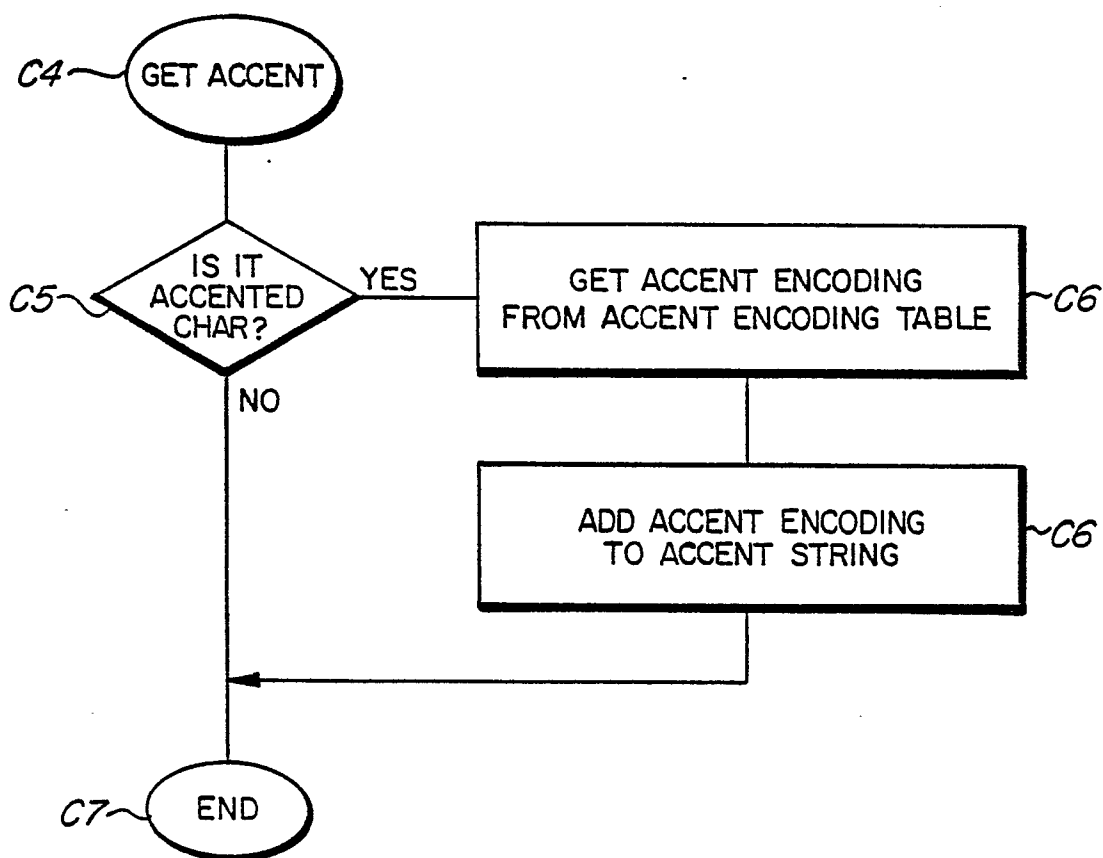 C4
GET ACCENT
C5
IS IT
ACCENTED
CHAR?
YES
NO
GET ACCENT ENCODING
FROM ACCENT ENCODING TABLE
C6
ADD ACCENT ENCODING
TO ACCENT STRING
C6
C7
END